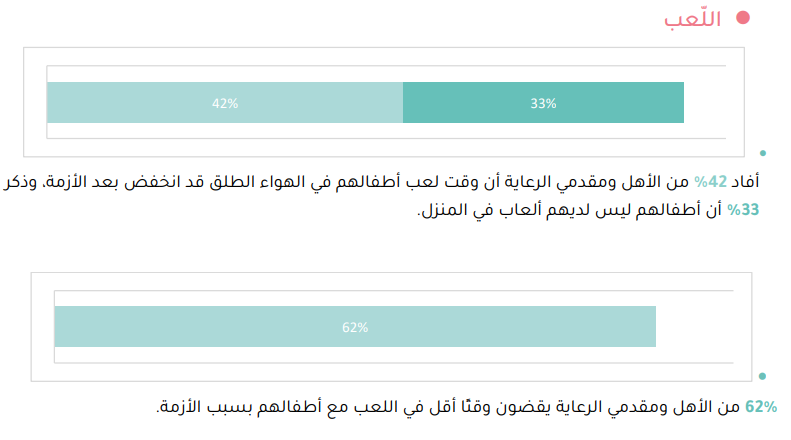 اللّعب
42% 33%
أفاد 42% من الأهل ومقدمي الرعاية أن وقت لعب أطفالهم في الهواء الطلق قد انخفض بعد الأزمة، وذكر
33% أن أطفالهم ليس لديهم ألعاب في المنزل.
62%
62% من الأهل ومقدمي الرعاية يقضون وقتًا أقل في اللعب مع أطفالهم بسبب الأزمة.